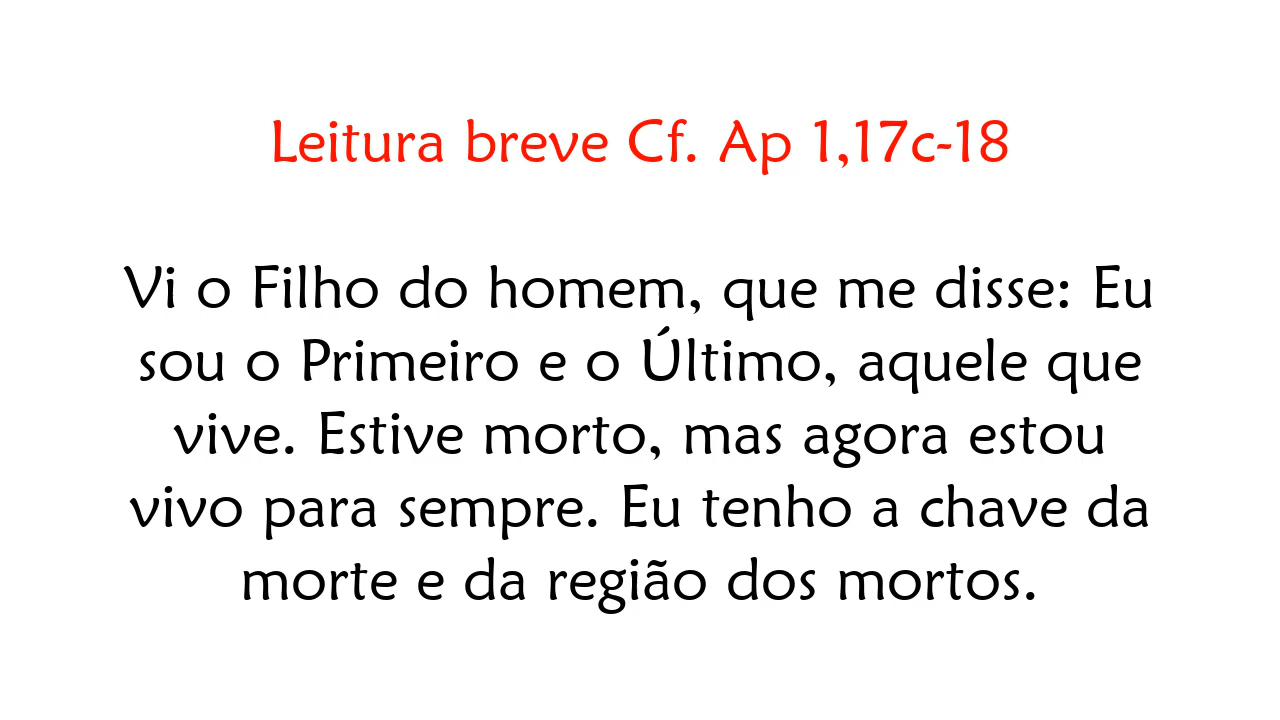 Leitura breve Cf. Ap 1,17c-18
Vi o Filho do homem, que me disse: Eu
sou o Primeiro e o Último, aquele que
vive. Estive morto, mas agora estou
vivo para sempre. Eu tenho a chave da
morte e da região dos mortos.